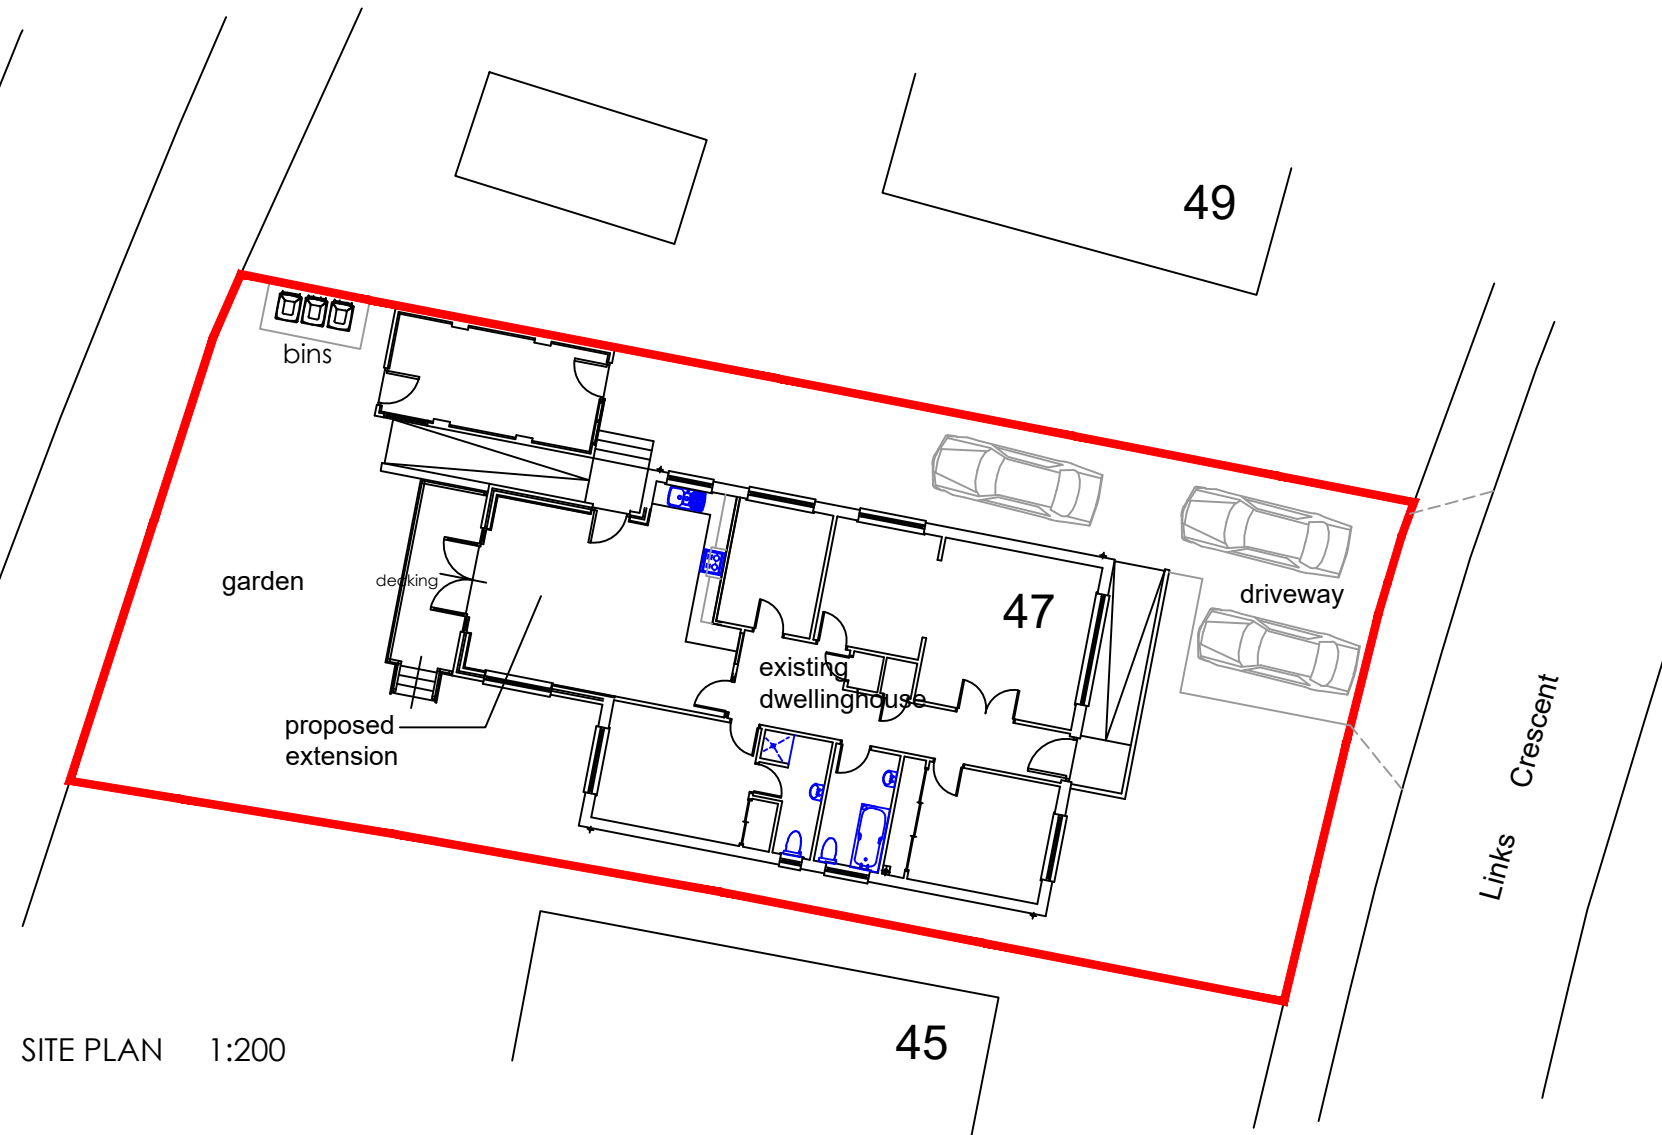 49
bins
garden
decking
47
driveway
existing
dwellinghouse
proposed
extension
Links Crescent
45
SITE PLAN 1:200